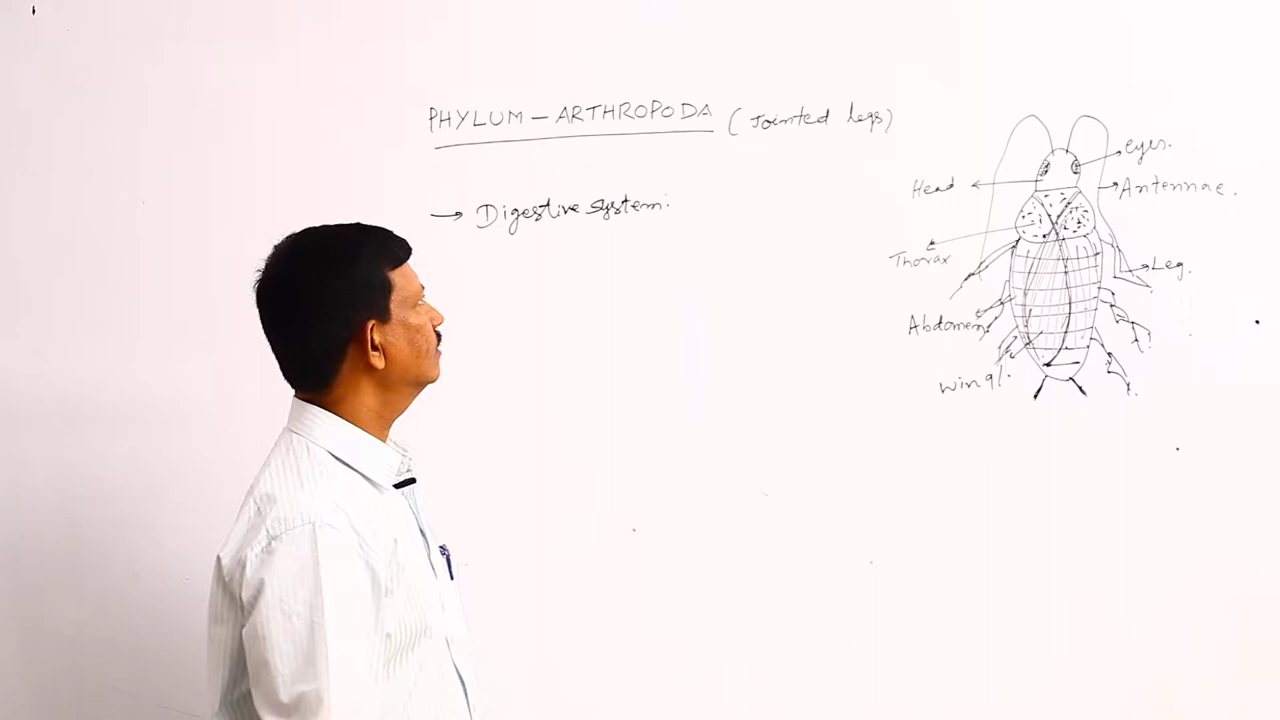 PHYLUM – ARTHROPODA (Jointed legs)
→ Digestive system:
eyes.
Head
Antennae.
Thorax
Leg.
Abdomen
wing